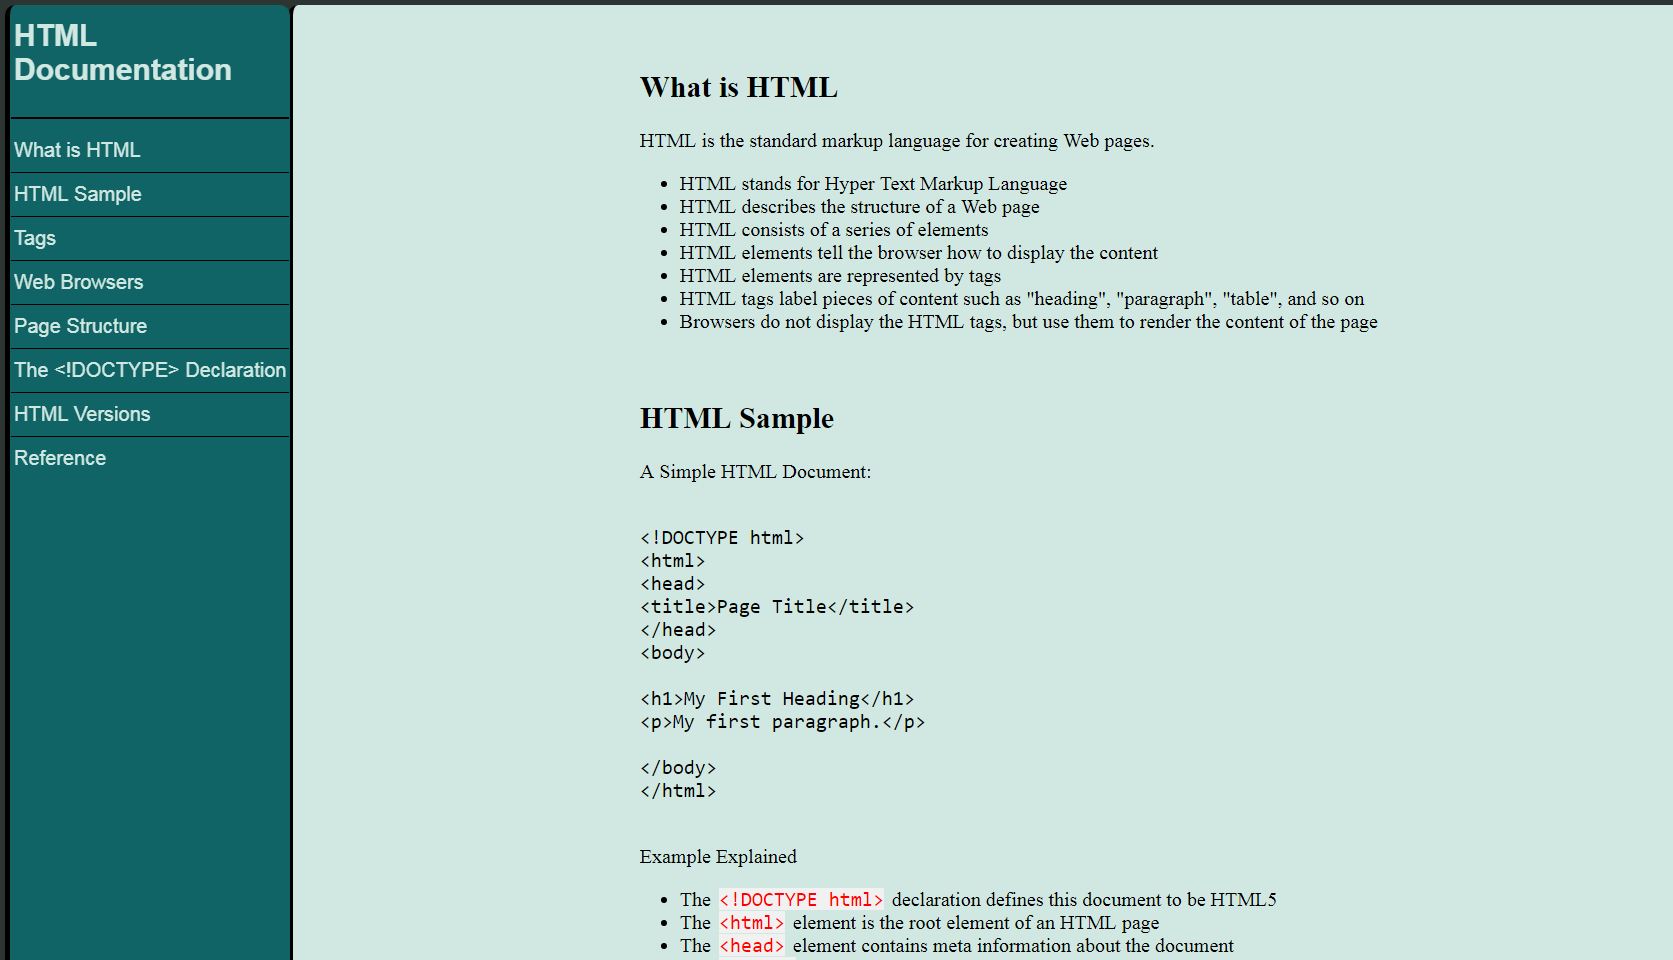 HTML
Documentation
What is HTML
HTML Sample
Tags
Web Browsers
Page Structure
The <!DOCTYPE> Declaration
HTML Versions
Reference
What is HTML
HTML is the standard markup language for creating Web pages.
• HTML stands for Hyper Text Markup Language
• HTML describes the structure of a Web page
• HTML consists of a series of elements
• HTML elements tell the browser how to display the content
• HTML elements are represented by tags
• HTML tags label pieces of content such as "heading", "paragraph", "table", and so on
• Browsers do not display the HTML tags, but use them to render the content of the page
HTML Sample
A Simple HTML Document:
<!DOCTYPE html>
<html>
<head>
<title>Page Title</title>
</head>
<body>
<h1>My First Heading</h1>
<p>My first paragraph.</p>
</body>
</html>
Example Explained
• The <!DOCTYPE html> declaration defines this document to be HTML5
• The <html> element is the root element of an HTML page
• The <head> element contains meta information about the document